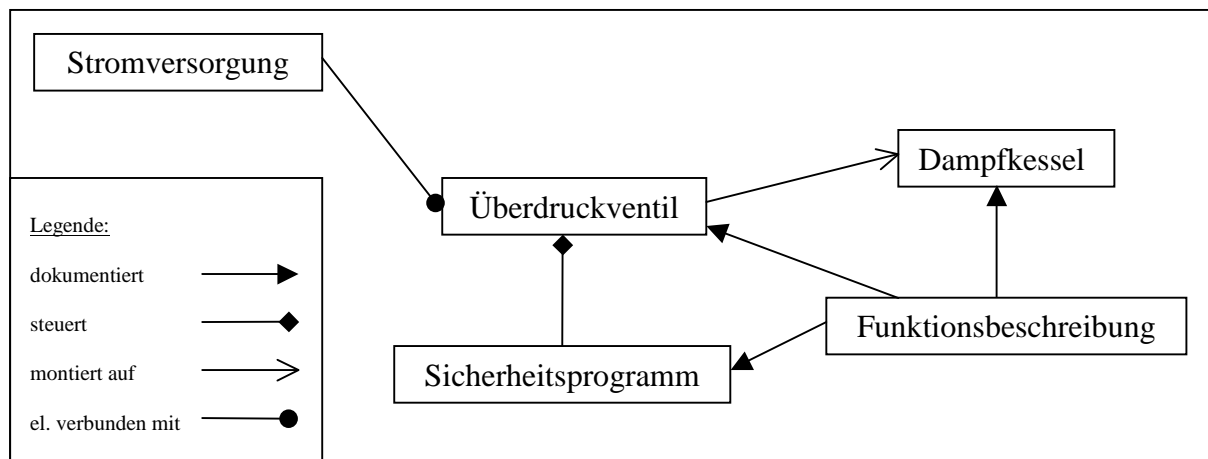 Stromversorgung
Dampfkessel
Überdruckventil
Funktionsbeschreibung
Sicherheitsprogramm
Legende:
dokumentiert
steuert
montiert auf
el. verbunden mit